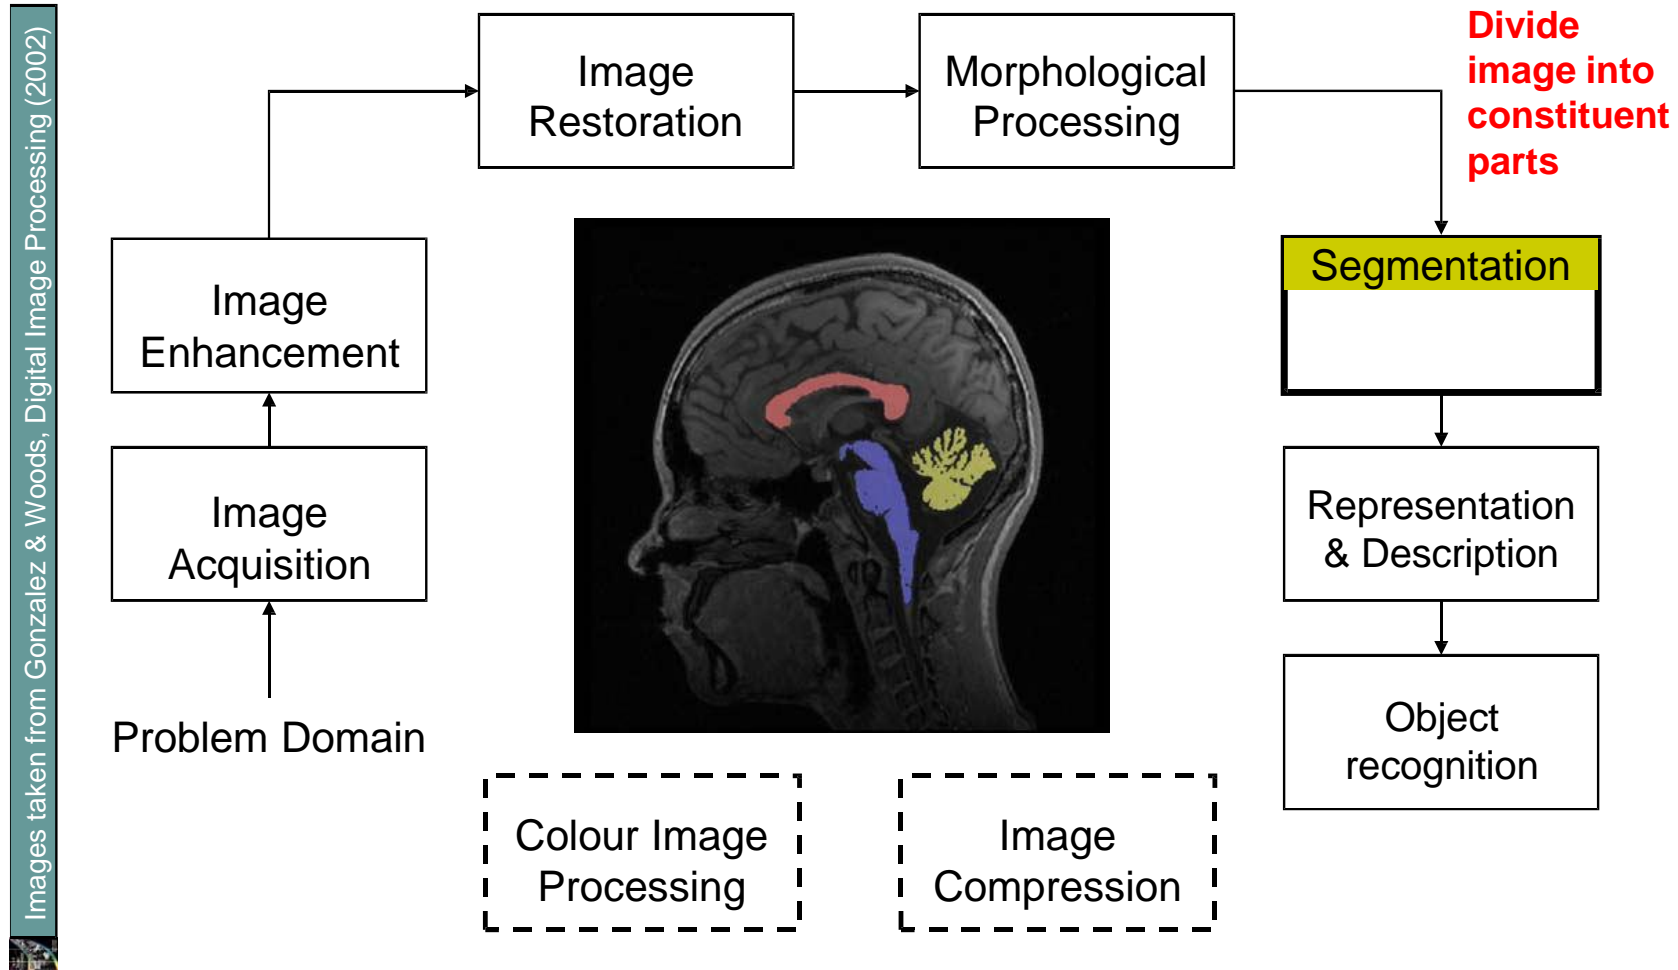 Images taken from Gonzalez & Woods, Digital Image Processing (2002)
Problem Domain
Image
Acquisition
Image
Enhancement
Image
Restoration
Morphological
Processing
Divide
image into
constituent
parts
Segmentation
Representation
& Description
Object
recognition
Colour Image
Processing
Image
Compression